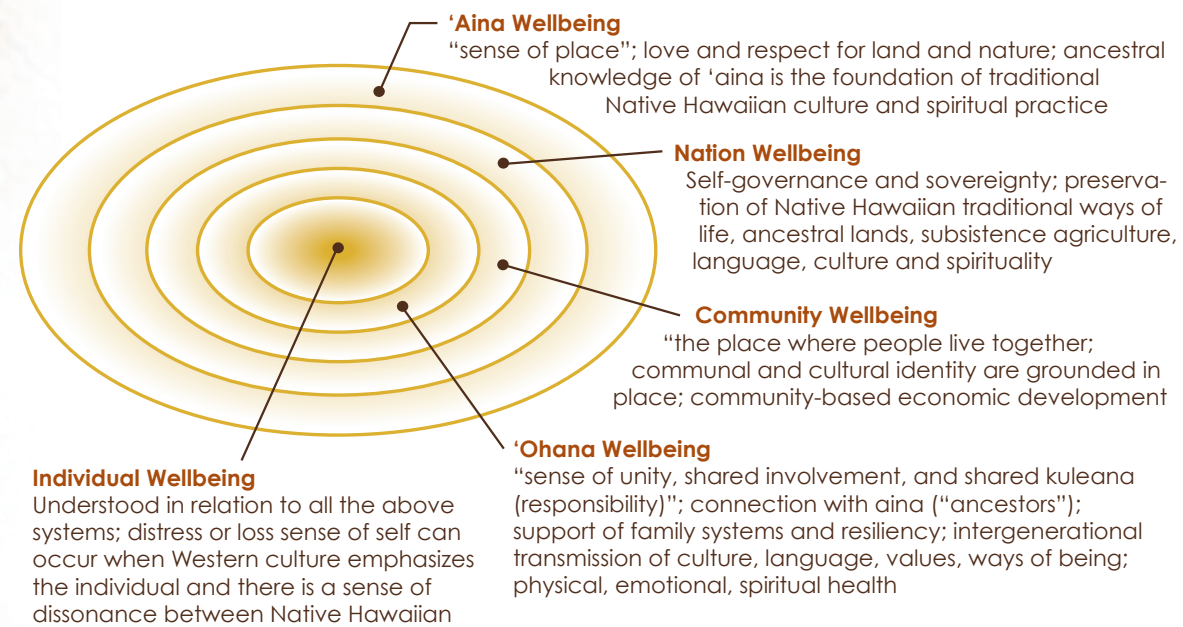 ‘Aina Wellbeing
“sense of place”; love and respect for land and nature; ancestral
knowledge of ‘aina is the foundation of traditional
Native Hawaiian culture and spiritual practice
Nation Wellbeing
Self-governance and sovereignty; preserva-
tion of Native Hawaiian traditional ways of
life, ancestral lands, subsistence agriculture,
language, culture and spirituality
Community Wellbeing
“the place where people live together;
communal and cultural identity are grounded in
place; community-based economic development
‘Ohana Wellbeing
“sense of unity, shared involvement, and shared kuleana
(responsibility)”; connection with aina (“ancestors”);
support of family systems and resiliency; intergenerational
transmission of culture, language, values, ways of being;
physical, emotional, spiritual health
Individual Wellbeing
Understood in relation to all the above
systems; distress or loss sense of self can
occur when Western culture emphasizes
the individual and there is a sense of
dissonance between Native Hawaiian